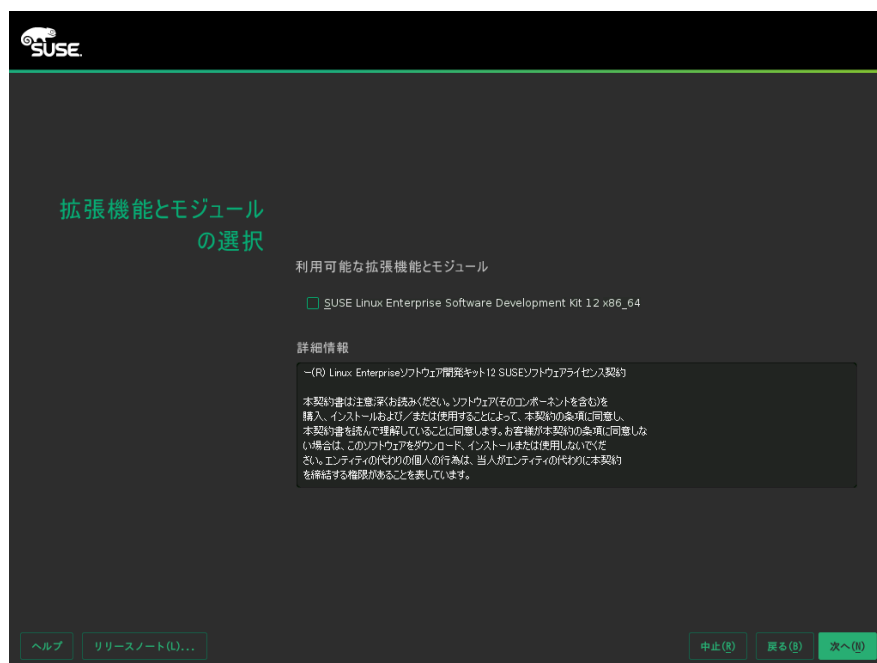 SUSE.
拡張機能とモジュール
の選択
利用可能な拡張機能とモジュール
SUSE Linux Enterprise Software Development Kit 12 x86_64
詳細情報
ー(R) Linux Enterpriseソフトウェア開発キット12 SUSEソフトウェアライセンス契約
本契約書は注意深くお読みください。ソフトウェア(そのコンポーネントを含む)を
購入、インストールおよび/または使用することによって、本契約の条項に同意し、
本契約書を読んで理解していることに同意します。お客様が本契約の条項に同意しな
い場合は、このソフトウェアをダウンロード、インストールまたは使用しないでくだ
さい。エンティティの代わりの個人の行為は、当人がエンティティの代わりに本契約
を締結する権限があることを表しています。
ヘルプ
リリースノート(L)...
中止(R)
戻る(B)
次へ(N)